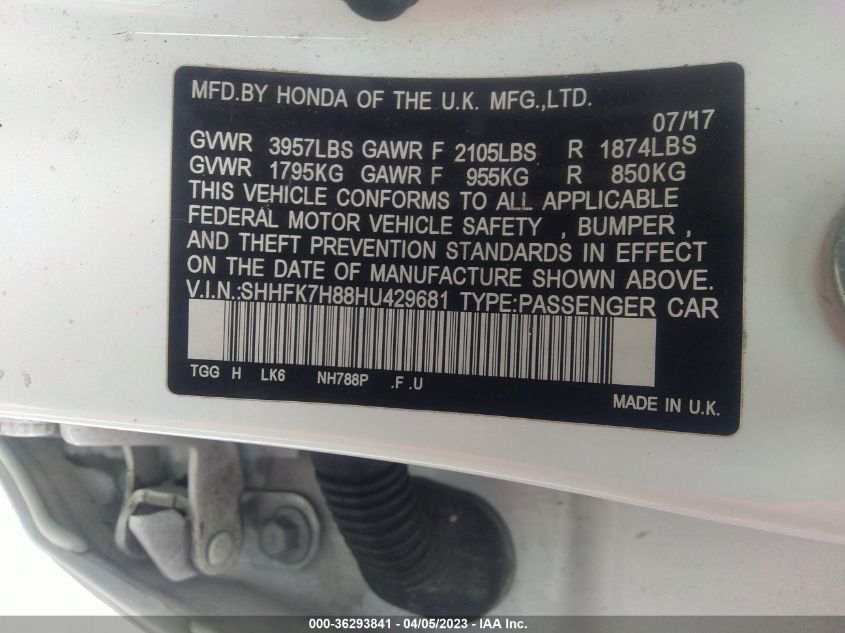 MFD.BY HONDA OF THE U.K. MFG.,LTD.
07/17
GVWR 3957LBS GAWR F 2105LBS R 1874LBS
GVWR 1795KG GAWR F 955KG R 850KG
THIS VEHICLE CONFORMS TO ALL APPLICABLE
FEDERAL MOTOR VEHICLE SAFETY , BUMPER ,
AND THEFT PREVENTION STANDARDS IN EFFECT
ON THE DATE OF MANUFACTURE SHOWN ABOVE.
V.I.N.:SHHFK7H88HU429681 TYPE:PASSENGER CAR
TGG H LK6 NH788P .F .U
MADE IN U.K.
000-36293841 - 04/05/2023 - IAA Inc.